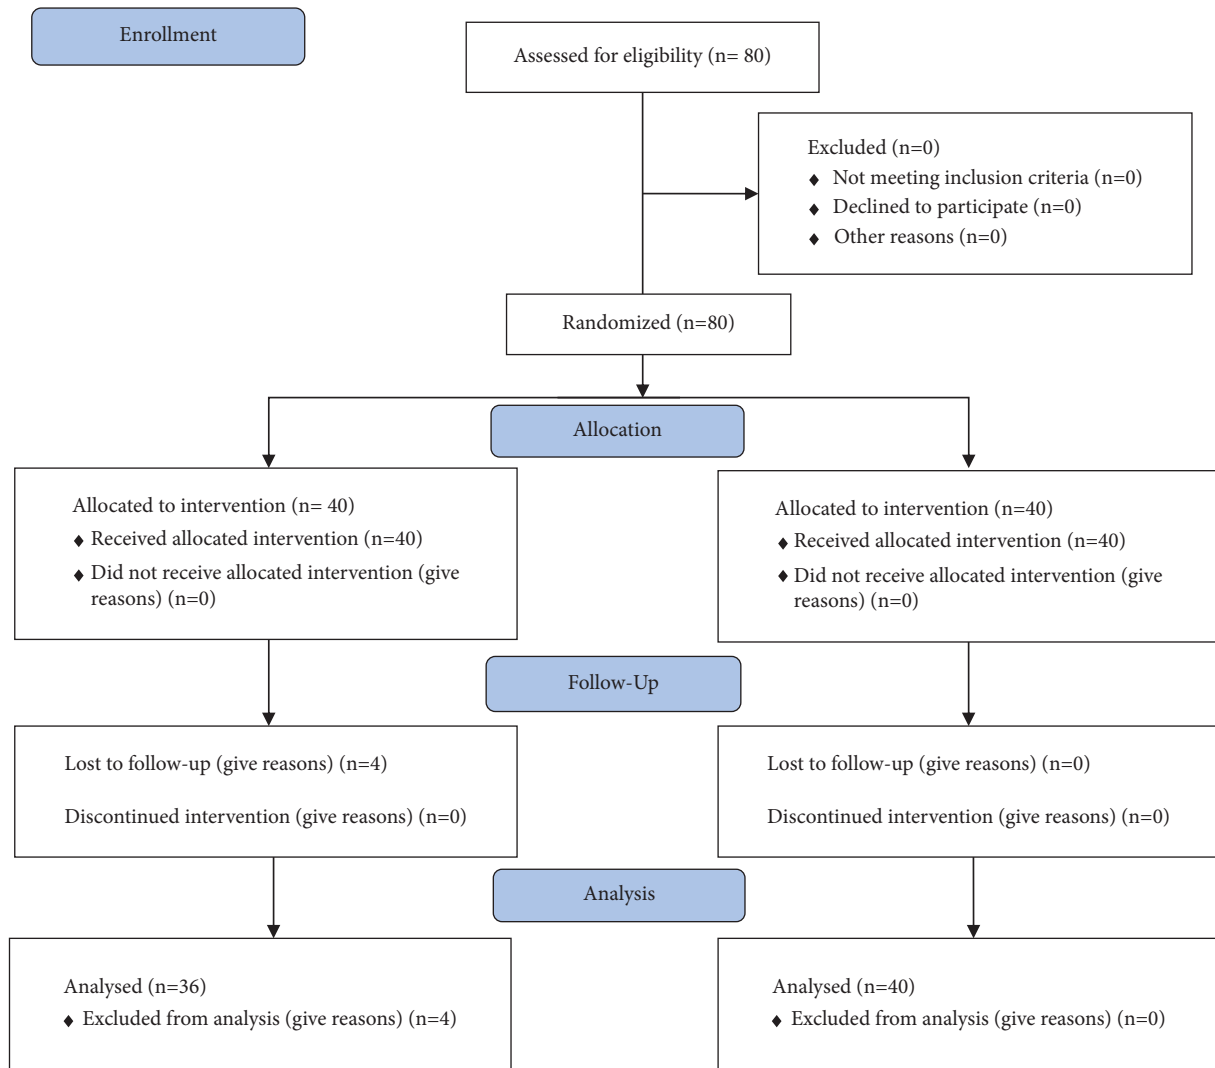 Enrollment
Assessed for eligibility (n= 80)
Excluded (n=0)
♦ Not meeting inclusion criteria (n=0)
♦ Declined to participate (n=0)
♦ Other reasons (n=0)
Randomized (n=80)
Allocation
Allocated to intervention (n= 40)
♦ Received allocated intervention (n=40)
♦ Did not receive allocated intervention (give
reasons) (n=0)
Allocated to intervention (n=40)
♦ Received allocated intervention (n=40)
♦ Did not receive allocated intervention (give
reasons) (n=0)
Follow-Up
Lost to follow-up (give reasons) (n=4)
Discontinued intervention (give reasons) (n=0)
Lost to follow-up (give reasons) (n=0)
Discontinued intervention (give reasons) (n=0)
Analysis
Analysed (n=36)
♦ Excluded from analysis (give reasons) (n=4)
Analysed (n=40)
♦ Excluded from analysis (give reasons) (n=0)